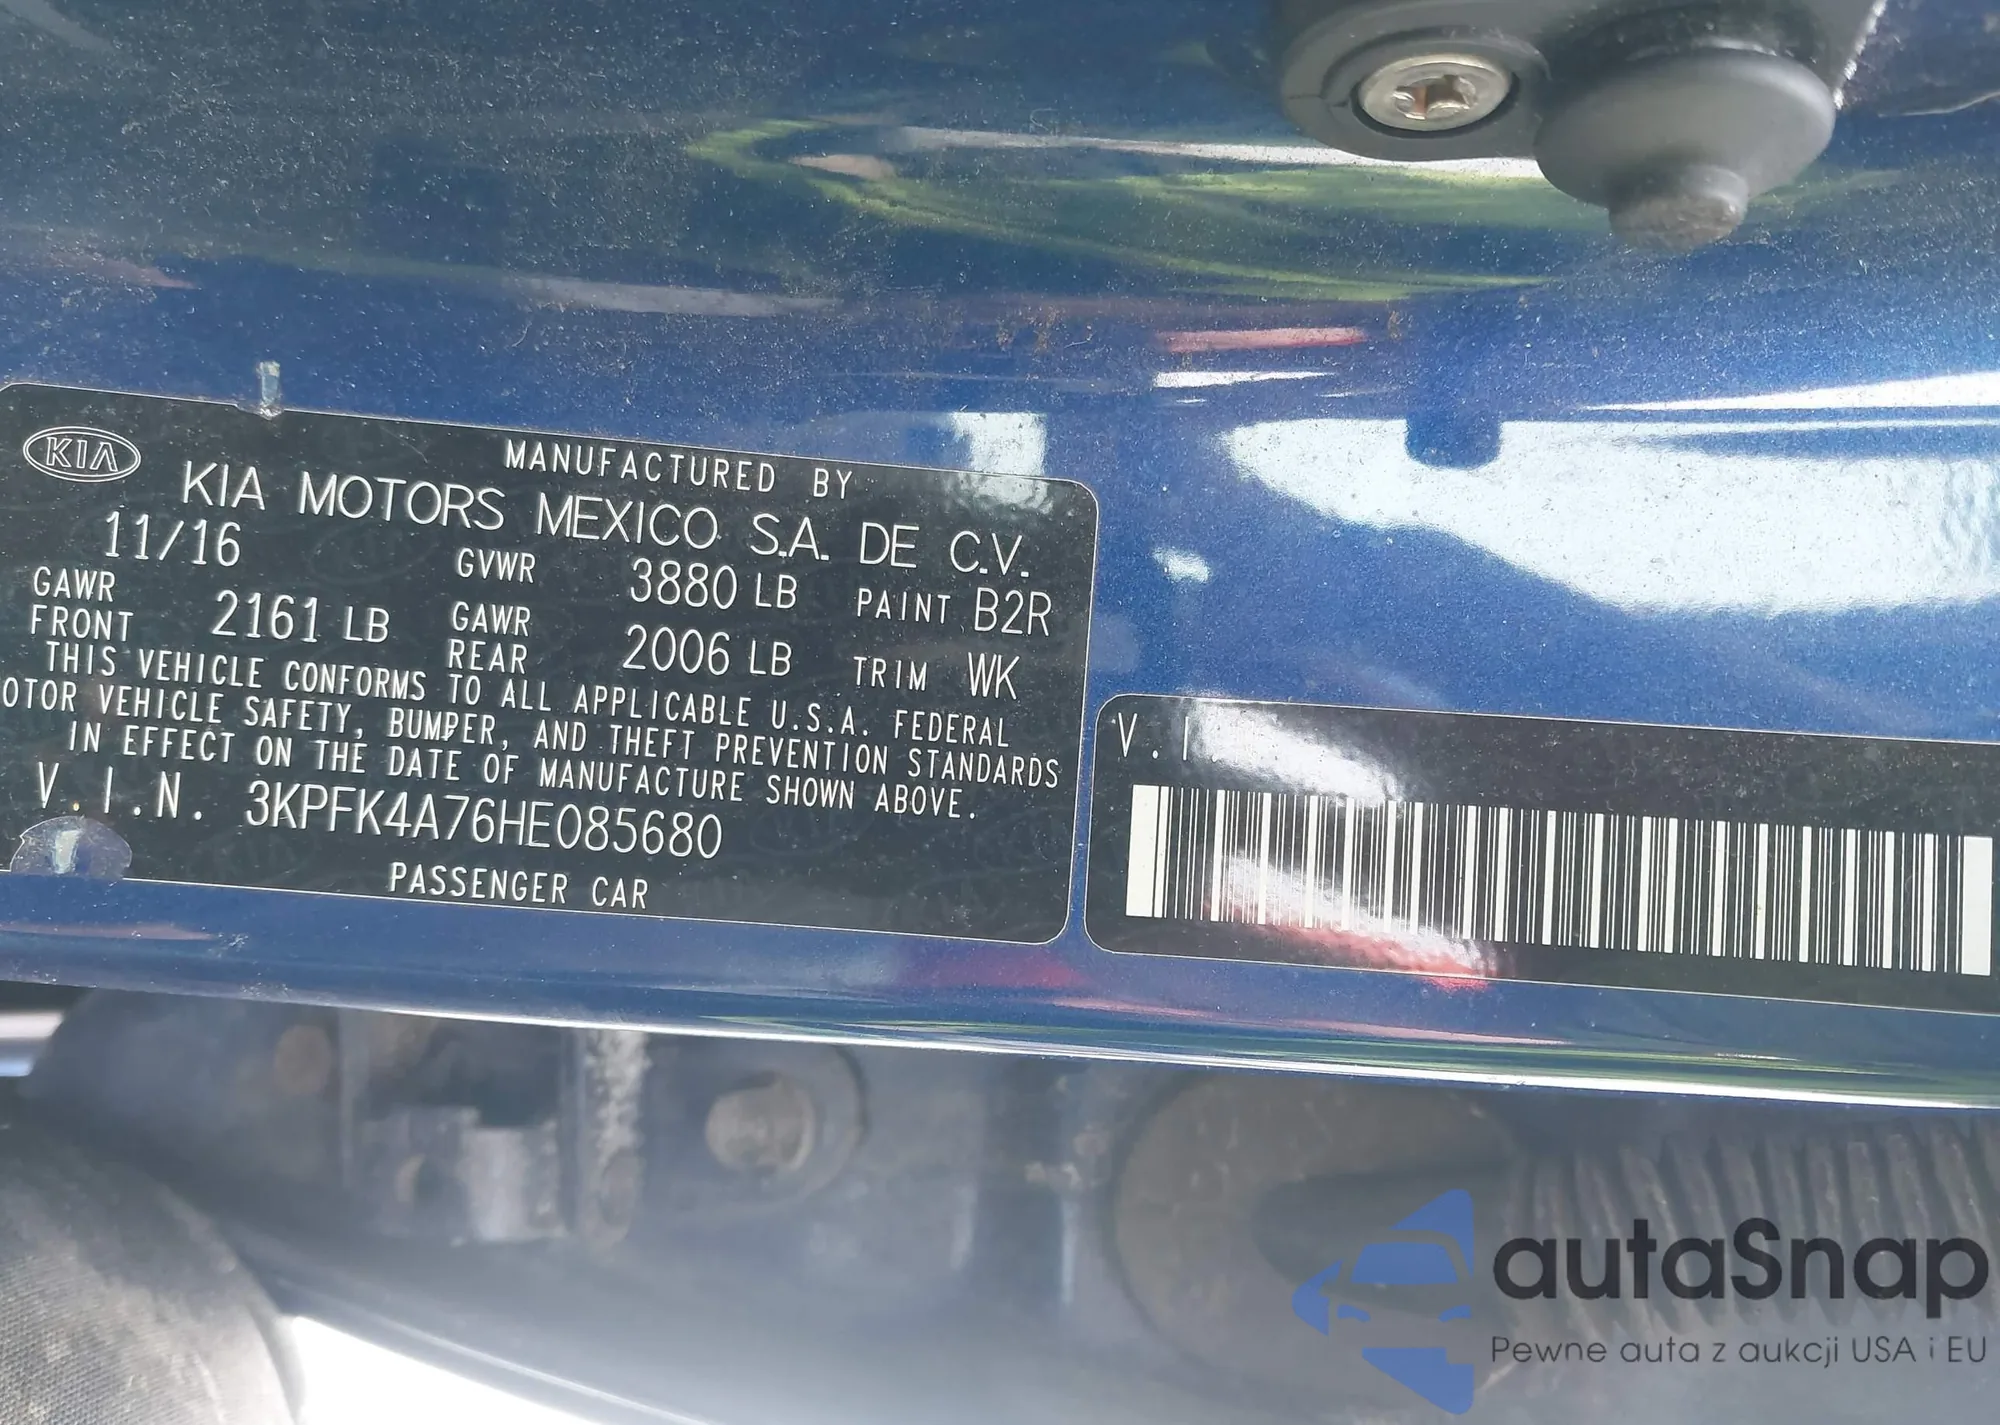 KIA
MANUFACTURED BY
KIA MOTORS MEXICO S.A. DE C.V.
11/16 GVWR 3880 LB PAINT B2R
GAWR FRONT 2161 LB GAWR REAR 2006 LB TRIM WK
THIS VEHICLE CONFORMS TO ALL APPLICABLE U.S.A. FEDERAL
OTOR VEHICLE SAFETY, BUMPER, AND THEFT PREVENTION STANDARDS
IN EFFECT ON THE DATE OF MANUFACTURE SHOWN ABOVE.
V.I.N. 3KPFK4A76HE085680
PASSENGER CAR
V.I.
autaSnap
Pewne auta z aukcji USA i EU